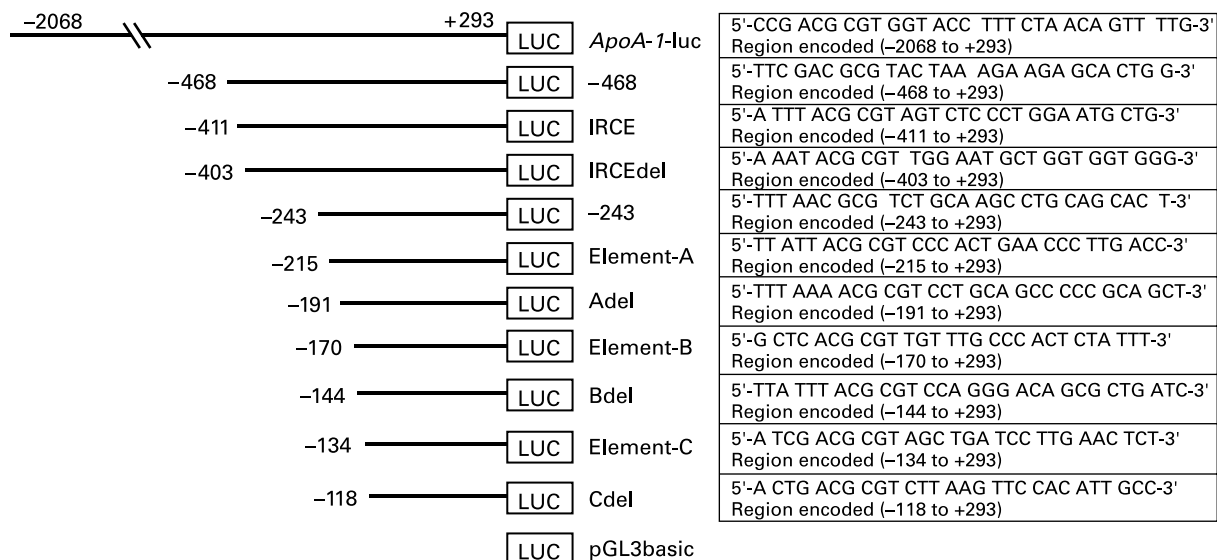 –2068 +293 LUC ApoA-1-luc
5'-CCG ACG CGT GGT ACC TTT CTA ACA GTT TTG-3'
Region encoded (–2068 to +293)
–468 LUC –468
5'-TTC GAC GCG TAC TAA AGA AGA GCA CTG G-3'
Region encoded (–468 to +293)
–411 LUC IRCE
5'-A TTT ACG CGT AGT CTC CCT GGA ATG CTG-3'
Region encoded (–411 to +293)
–403 LUC IRCEdel
5'-A AAT ACG CGT TGG AAT GCT GGT GGT GGG-3'
Region encoded (–403 to +293)
–243 LUC –243
5'-TTT AAC GCG TCT GCA AGC CTG CAG CAC T-3'
Region encoded (–243 to +293)
–215 LUC Element-A
5'-TT ATT ACG CGT CCC ACT GAA CCC TTG ACC-3'
Region encoded (–215 to +293)
–191 LUC Adel
5'-TTT AAA ACG CGT CCT GCA GCC CCC GCA GCT-3'
Region encoded (–191 to +293)
–170 LUC Element-B
5'-G CTC ACG CGT TGT TTG CCC ACT CTA TTT-3'
Region encoded (–170 to +293)
–144 LUC Bdel
5'-TTA TTT ACG CGT CCA GGG ACA GCG CTG ATC-3'
Region encoded (–144 to +293)
–134 LUC Element-C
5'-A TCG ACG CGT AGC TGA TCC TTG AAC TCT-3'
Region encoded (–134 to +293)
–118 LUC Cdel
5'-A CTG ACG CGT CTT AAG TTC CAC ATT GCC-3'
Region encoded (–118 to +293)
LUC pGL3basic